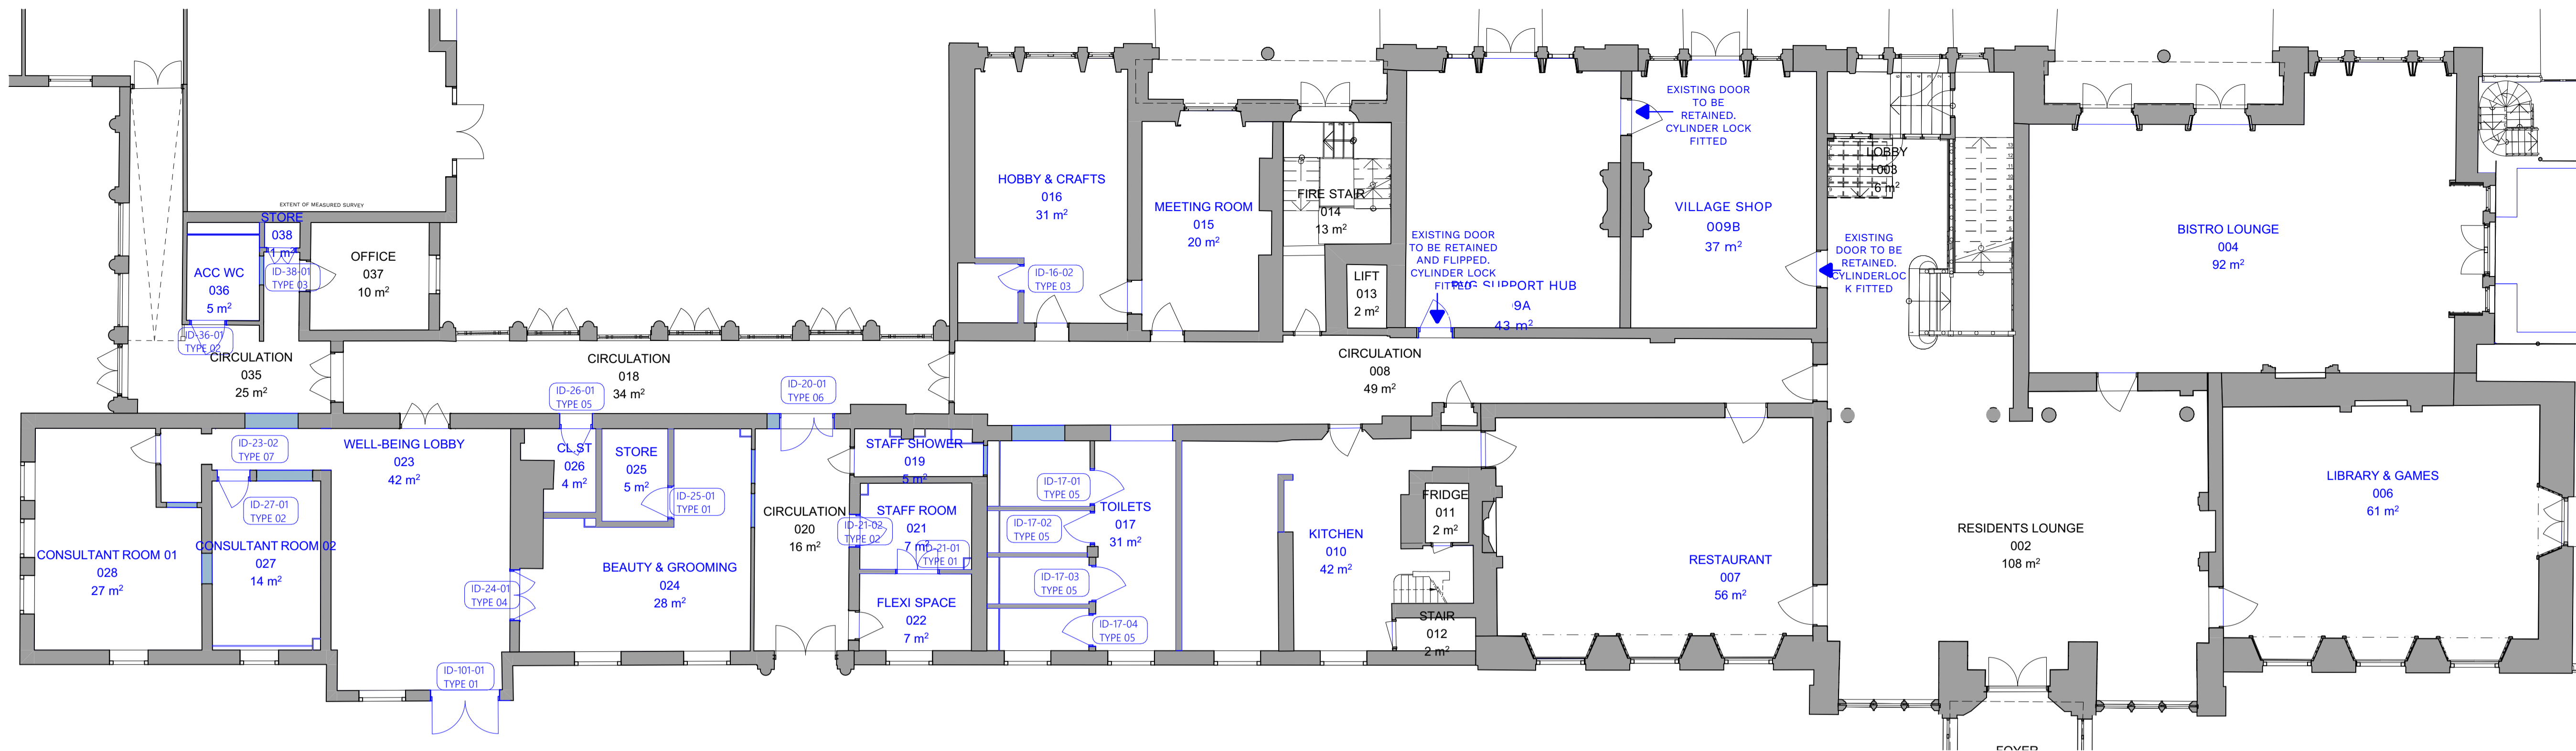 EXTENT OF MEASURED SURVEY
STORE
038
1 m²
ID-38-01
TYPE 03
OFFICE
037
10 m²
ACC WC
036
5 m²
ID-36-01
TYPE 02
CIRCULATION
035
25 m²
CIRCULATION
018
34 m²
HOBBY & CRAFTS
016
31 m²
ID-16-02
TYPE 03
MEETING ROOM
015
20 m²
FIRE STAIR
014
13 m²
LIFT
013
2 m²
EXISTING DOOR
TO BE RETAINED
AND FLIPPED.
CYLINDER LOCK
FITTED
SUPPORT HUB
9A
43 m²
EXISTING DOOR
TO BE
RETAINED.
CYLINDER LOCK
FITTED
VILLAGE SHOP
009B
37 m²
EXISTING
DOOR TO BE
RETAINED.
CYLINDERLOC
K FITTED
LOBBY
003
6 m²
BISTRO LOUNGE
004
92 m²
CIRCULATION
008
49 m²
ID-26-01
TYPE 05
ID-20-01
TYPE 06
ID-23-02
TYPE 07
WELL-BEING LOBBY
023
42 m²
CL ST
026
4 m²
STORE
025
5 m²
ID-25-01
TYPE 01
STAFF SHOWER
019
5 m²
ID-27-01
TYPE 02
CONSULTANT ROOM 01
028
27 m²
CONSULTANT ROOM 02
027
14 m²
ID-24-01
TYPE 04
BEAUTY & GROOMING
024
28 m²
CIRCULATION
020
16 m²
STAFF ROOM
021
7 m²
ID-21-02
TYPE 02
ID-21-01
TYPE 01
FLEXI SPACE
022
7 m²
ID-17-01
TYPE 05
ID-17-02
TYPE 05
ID-17-03
TYPE 05
ID-17-04
TYPE 05
TOILETS
017
31 m²
KITCHEN
010
42 m²
FRIDGE
011
2 m²
STAIR
012
2 m²
RESTAURANT
007
56 m²
RESIDENTS LOUNGE
002
108 m²
LIBRARY & GAMES
006
61 m²
ID-101-01
TYPE 01
FOYER